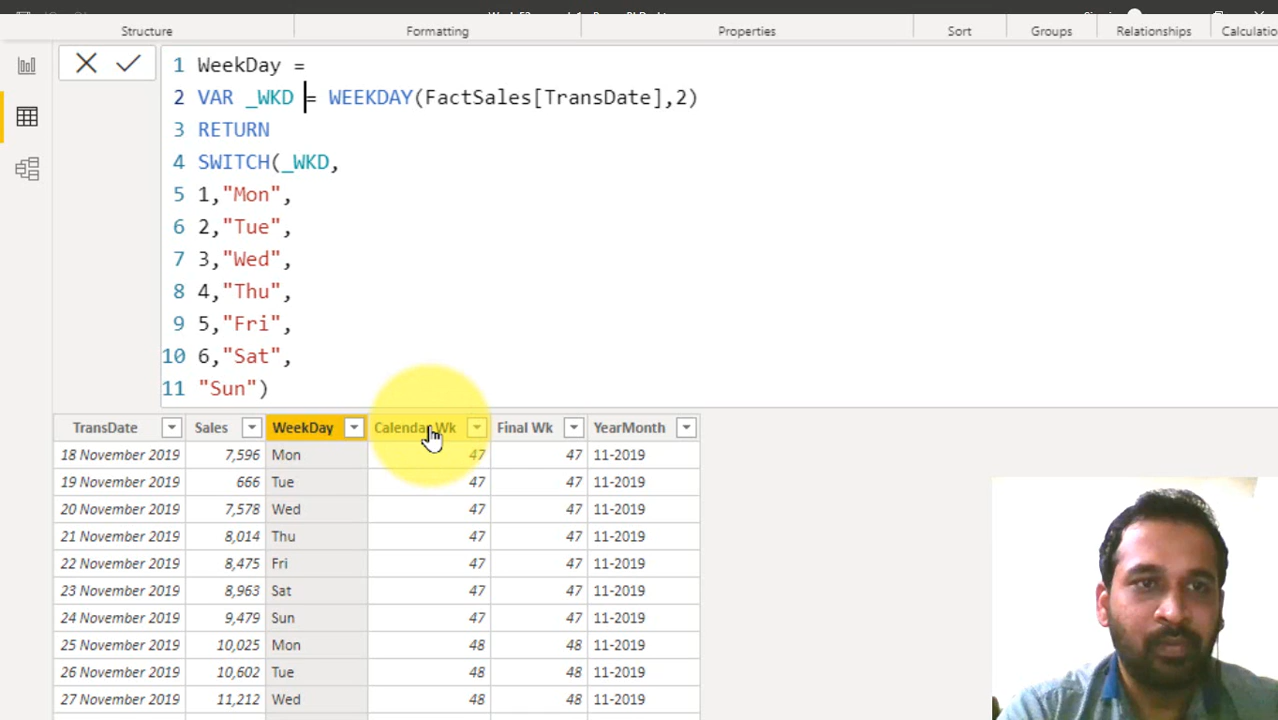 Structure Formatting Properties Sort Groups Relationships Calculatio
1 WeekDay =
2 VAR _WKD = WEEKDAY(FactSales[TransDate],2)
3 RETURN
4 SWITCH(_WKD,
5 1,"Mon",
6 2,"Tue",
7 3,"Wed",
8 4,"Thu",
9 5,"Fri",
10 6,"Sat",
11 "Sun")
TransDate Sales WeekDay Calendar Wk Final Wk YearMonth
18 November 2019 7,596 Mon 47 47 11-2019
19 November 2019 666 Tue 47 47 11-2019
20 November 2019 7,578 Wed 47 47 11-2019
21 November 2019 8,014 Thu 47 47 11-2019
22 November 2019 8,475 Fri 47 47 11-2019
23 November 2019 8,963 Sat 47 47 11-2019
24 November 2019 9,479 Sun 47 47 11-2019
25 November 2019 10,025 Mon 48 48 11-2019
26 November 2019 10,602 Tue 48 48 11-2019
27 November 2019 11,212 Wed 48 48 11-2019